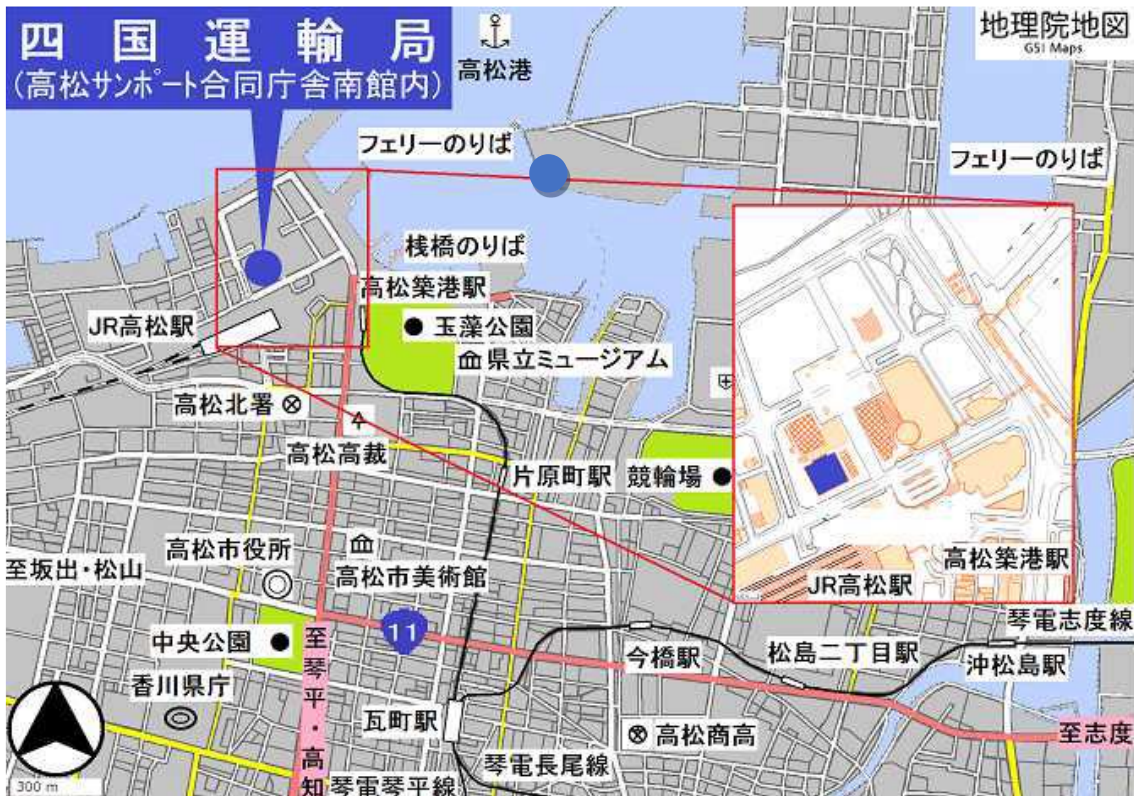 四国運輸局
(高松サンポート合同庁舎南館内)
高松港
地理院地図
GSI Maps
フェリーのりば
フェリーのりば
桟橋のりば
高松築港駅
JR高松駅
玉藻公園
県立ミュージアム
高松北署
高松高裁
片原町駅
競輪場
高松市役所
至坂出・松山
高松市美術館
高松築港駅
JR高松駅
琴電志度線
中央公園
11
至琴平・高知
今橋駅
松島二丁目駅
沖松島駅
香川県庁
瓦町駅
高松商高
至志度
琴電長尾線
琴電琴平線
300 m